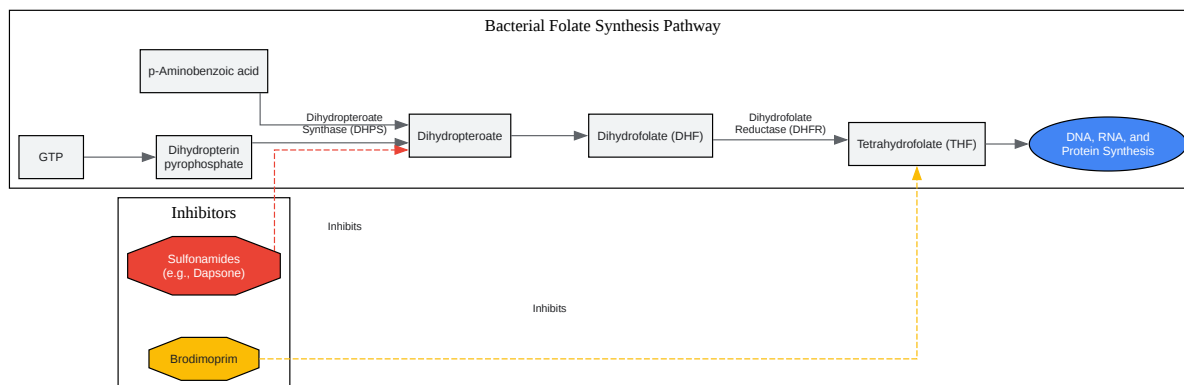 Bacterial Folate Synthesis Pathway
p-Aminobenzoic acid
Dihydropteroate
Synthase (DHPS)
Dihydrofolate
Reductase (DHFR)
GTP
Dihydropterin
pyrophosphate
Dihydropteroate
Dihydrofolate (DHF)
Tetrahydrofolate (THF)
DNA, RNA, and
Protein Synthesis
Inhibitors
Inhibits
Sulfonamides
(e.g., Dapsone)
Inhibits
Brodimoprim